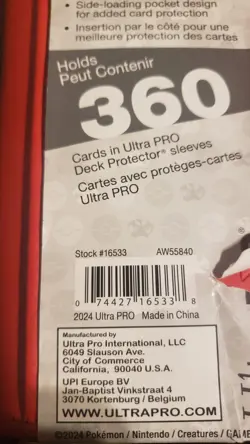 • Side-loading pocket design
for added card protection
• Insertion par le côté pour une
meilleure protection des cartes
Holds
Peut Contenir
360
Cards in Ultra PRO
Deck Protector® sleeves
Cartes avec protèges-cartes
Ultra PRO
Stock #16533 AW55840
0 74427 16533 8
2024 Ultra PRO Made in China
Manufactured by
Ultra Pro International, LLC
6049 Slauson Ave.
City of Commerce
California, 90040 U.S.A.
UPI Europe BV
Jan-Baptist Vinkstraat 4
3070 Kortenburg / Belgium
WWW.ULTRAPRO.COM
©2024 Pokémon / Nintendo / Creatures / GA